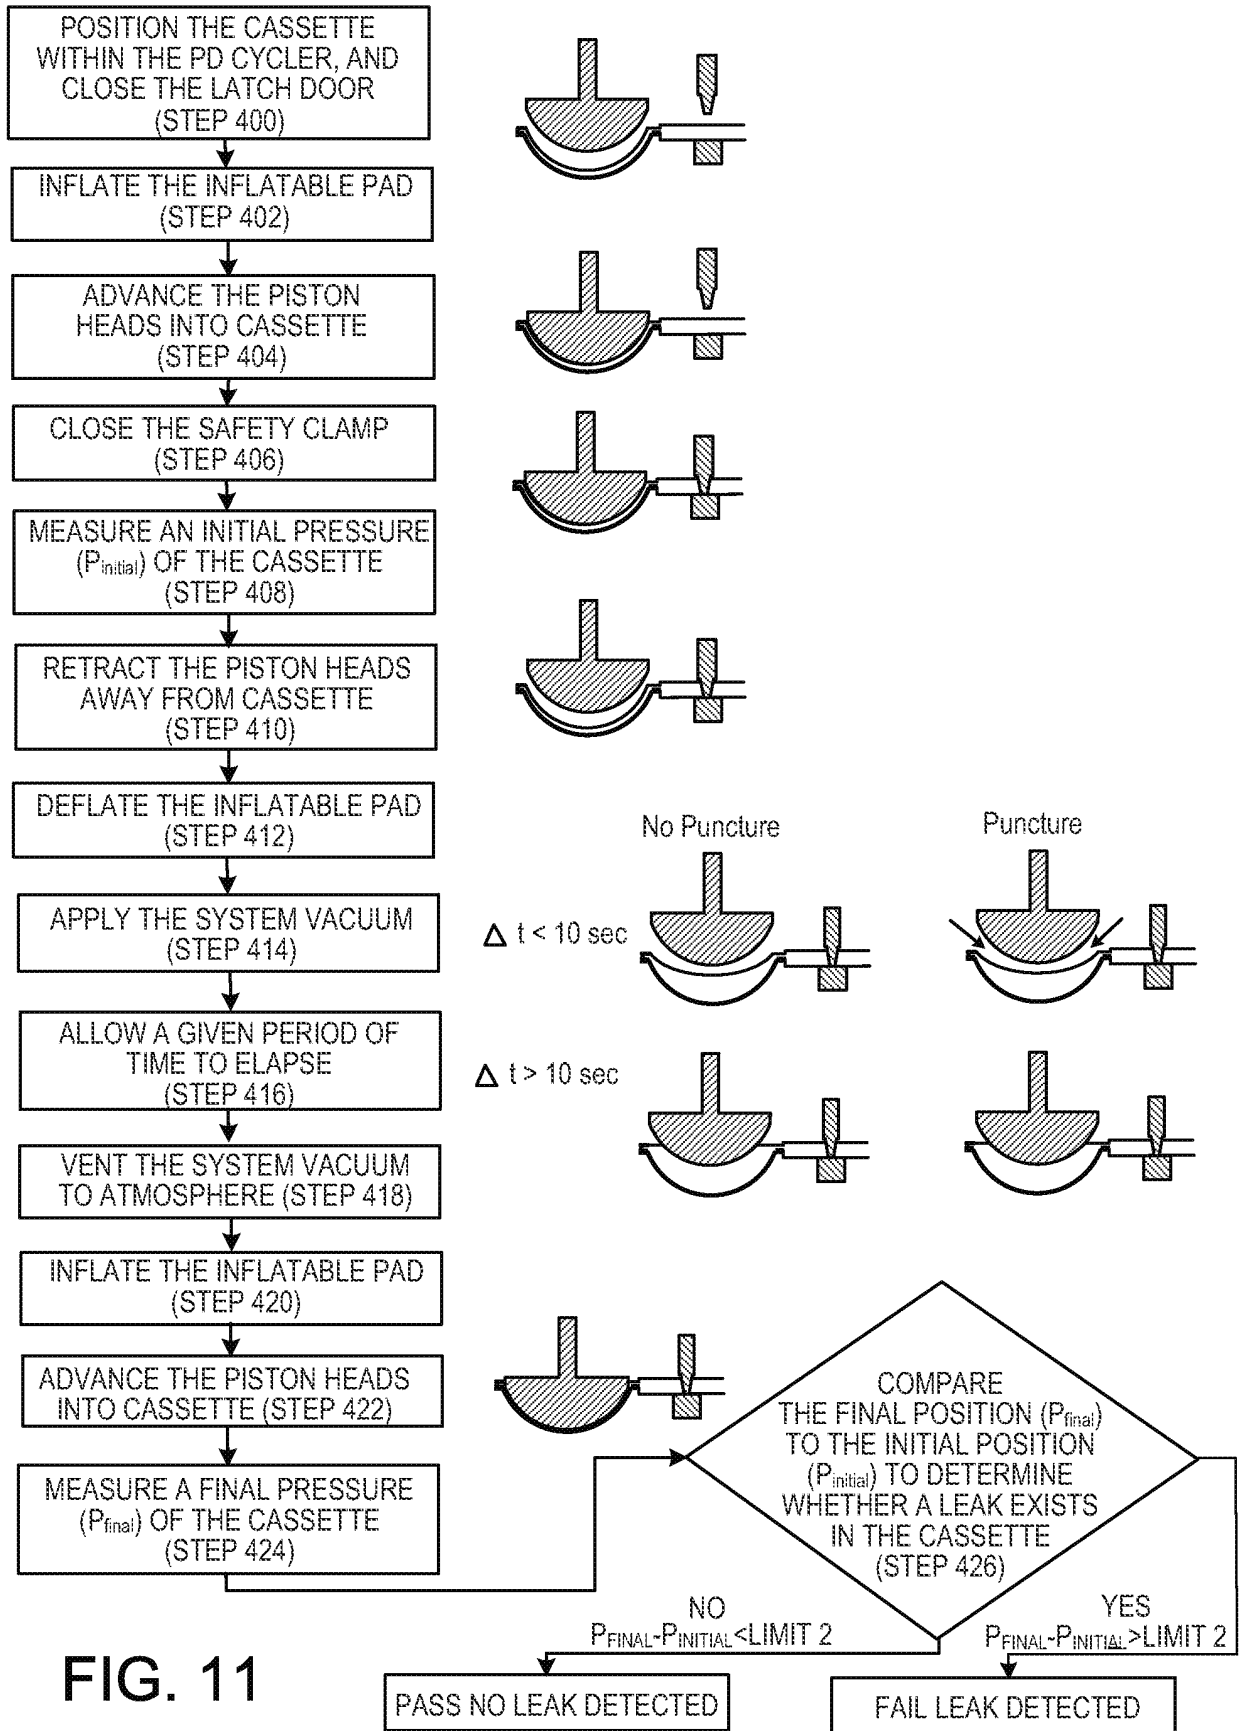 POSITION THE CASSETTE
WITHIN THE PD CYCLER, AND
CLOSE THE LATCH DOOR
(STEP 400)
INFLATE THE INFLATABLE PAD
(STEP 402)
ADVANCE THE PISTON
HEADS INTO CASSETTE
(STEP 404)
CLOSE THE SAFETY CLAMP
(STEP 406)
MEASURE AN INITIAL PRESSURE
(Pinitial) OF THE CASSETTE
(STEP 408)
RETRACT THE PISTON HEADS
AWAY FROM CASSETTE
(STEP 410)
DEFLATE THE INFLATABLE PAD
(STEP 412)
No Puncture
Puncture
APPLY THE SYSTEM VACUUM
(STEP 414)
Δ t < 10 sec
ALLOW A GIVEN PERIOD OF
TIME TO ELAPSE
(STEP 416)
Δ t > 10 sec
VENT THE SYSTEM VACUUM
TO ATMOSPHERE (STEP 418)
INFLATE THE INFLATABLE PAD
(STEP 420)
ADVANCE THE PISTON HEADS
INTO CASSETTE (STEP 422)
MEASURE A FINAL PRESSURE
(Pfinal) OF THE CASSETTE
(STEP 424)
COMPARE
THE FINAL POSITION (Pfinal)
TO THE INITIAL POSITION
(Pinitial) TO DETERMINE
WHETHER A LEAK EXISTS
IN THE CASSETTE
(STEP 426)
NO
PFINAL-PINITIAL<LIMIT 2
YES
PFINAL-PINITIAL>LIMIT 2
PASS NO LEAK DETECTED
FAIL LEAK DETECTED
FIG. 11